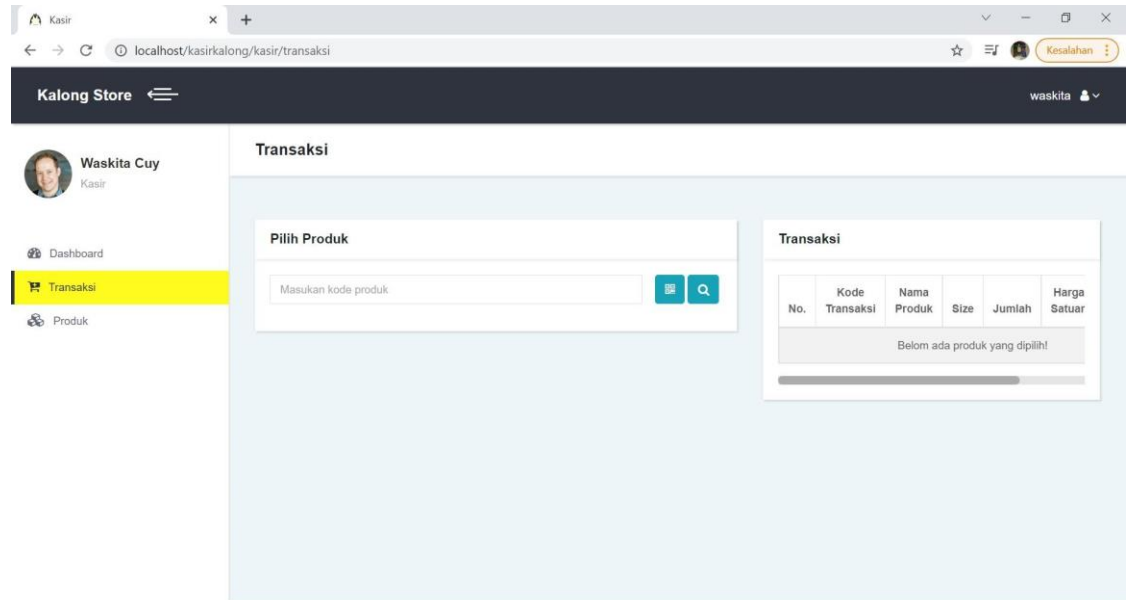 Kasir
localhost/kasirkalong/kasir/transaksi
Kesalahan
Kalong Store
waskita
Waskita Cuy
Kasir
Dashboard
Transaksi
Produk
Transaksi
Pilih Produk
Masukan kode produk
Transaksi
No. Kode Transaksi Nama Produk Size Jumlah Harga Satuar
Belom ada produk yang dipilih!